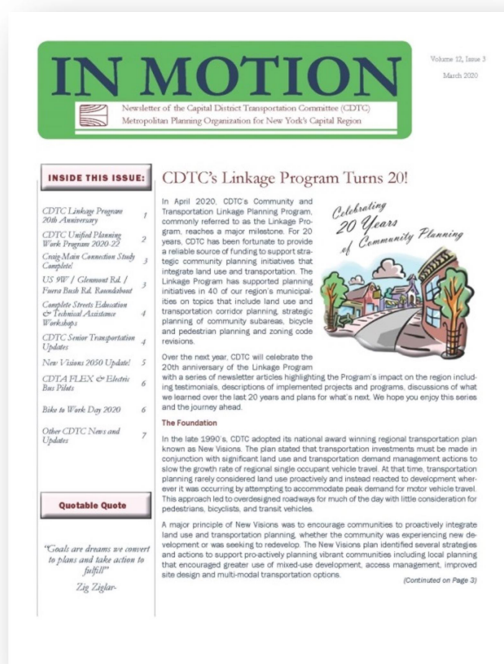 IN MOTION
Newsletter of the Capital District Transportation Committee (CDTC)
Metropolitan Planning Organization for New York's Capital Region
Volume 12, Issue 3
March 2020
INSIDE THIS ISSUE:
CDTC Linkage Program
20th Anniversary 1
CDTC Unified Planning
Work Program 2020-22 2
Craig-Main Connection Study
Complete! 3
US 9W / Glenmont Rd. /
Feura Bush Rd. Roundabout 3
Complete Streets Education
& Technical Assistance
Workshops 4
CDTC Senior Transportation
Updates 4
New Visions 2050 Update! 5
CDTA FLEX & Electric
Bus Pilots 6
Bike to Work Day 2020 6
Other CDTC News and
Updates 7
Quotable Quote
"Goals are dreams we convert
to plans and take action to
fulfill"
Zig Ziglar
CDTC's Linkage Program Turns 20!
In April 2020, CDTC's Community and
Transportation Linkage Planning Program,
commonly referred to as the Linkage Pro-
gram, reaches a major milestone. For 20
years, CDTC has been fortunate to provide
a reliable source of funding to support stra-
tegic community planning initiatives that
integrate land use and transportation. The
Linkage Program has supported planning
initiatives in 40 of our region's municipal-
ities on topics that include land use and
transportation corridor planning, strategic
planning of community subareas, bicycle
and pedestrian planning and zoning code
revisions.
Celebrating
20 Years
of Community Planning
Over the next year, CDTC will celebrate the
20th anniversary of the Linkage Program
with a series of newsletter articles highlighting the Program's impact on the region includ-
ing testimonials, descriptions of implemented projects and programs, discussions of what
we learned over the last 20 years and plans for what's next. We hope you enjoy this series
and the journey ahead.
The Foundation
In the late 1990's, CDTC adopted its national award winning regional transportation plan
known as New Visions. The plan stated that transportation investments must be made in
conjunction with significant land use and transportation demand management actions to
slow the growth rate of regional single occupant vehicle travel. At that time, transportation
planning rarely considered land use proactively and instead reacted to development wher-
ever it was occurring by attempting to accommodate peak demand for motor vehicle travel.
This approach led to overdesigned roadways for much of the day with little consideration for
pedestrians, bicyclists, and transit vehicles.
A major principle of New Visions was to encourage communities to proactively integrate
land use and transportation planning, whether the community was experiencing new de-
velopment or was seeking to redevelop. The New Visions plan identified several strategies
and actions to support pro-actively planning vibrant communities including local planning
that encouraged greater use of mixed-use development, access management, improved
site design and multi-modal transportation options.
(Continued on Page 3)